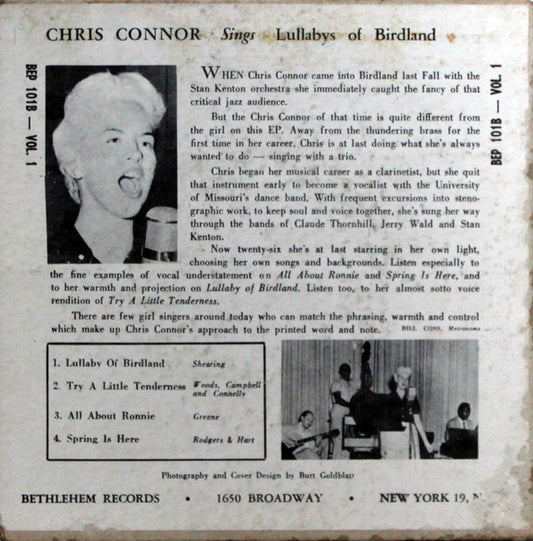 CHRIS CONNOR Sings Lullabys of Birdland
BEP 101B — VOL. 1
BEP 101B — VOL. 1
WHEN Chris Connor came into Birdland last Fall with the
Stan Kenton orchestra she immediately caught the fancy of that
critical jazz audience.
But the Chris Connor of that time is quite different from
the girl on this EP. Away from the thundering brass for the
first time in her career, Chris is at last doing what she's always
wanted to do — singing with a trio.
Chris began her musical career as a clarinetist, but she quit
that instrument early to become a vocalist with the University
of Missouri's dance band. With frequent excursions into steno-
graphic work, to keep soul and voice together, she's sung her way
through the bands of Claude Thornhill, Jerry Wald and Stan
Kenton.
Now twenty-six she's at last starring in her own light,
choosing her own songs and backgrounds. Listen especially to
the fine examples of vocal understatement on All About Ronnie and Spring Is Here, and
to her warmth and projection on Lullaby of Birdland. Listen too, to her almost sotto voice
rendition of Try A Little Tenderness.
There are few girl singers around today who can match the phrasing, warmth and control
which make up Chris Connor's approach to the printed word and note. BILL COSS, Metronome
1. Lullaby Of Birdland Shearing
2. Try A Little Tenderness Woods, Campbell
and Connelly
3. All About Ronnie Greene
4. Spring Is Here Rodgers & Hart
Photography and Cover Design by Burt Goldblatt
BETHLEHEM RECORDS • 1650 BROADWAY • NEW YORK 19, N